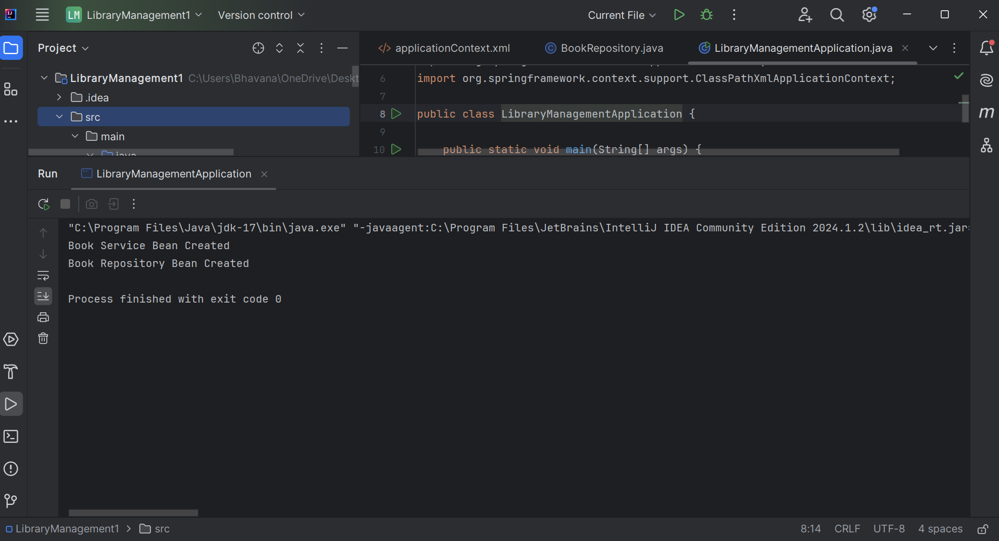 LM LibraryManagement1 Version control Current File
Project
applicationContext.xml BookRepository.java LibraryManagementApplication.java
LibraryManagement1 C:\Users\Bhavana\OneDrive\Deskt
.idea
src
main
java
6 import org.springframework.context.support.ClassPathXmlApplicationContext;
7
8 public class LibraryManagementApplication {
9
10 public static void main(String[] args) {
Run LibraryManagementApplication
"C:\Program Files\Java\jdk-17\bin\java.exe" "-javaagent:C:\Program Files\JetBrains\IntelliJ IDEA Community Edition 2024.1.2\lib\idea_rt.jar=
Book Service Bean Created
Book Repository Bean Created
Process finished with exit code 0
LibraryManagement1 > src 8:14 CRLF UTF-8 4 spaces